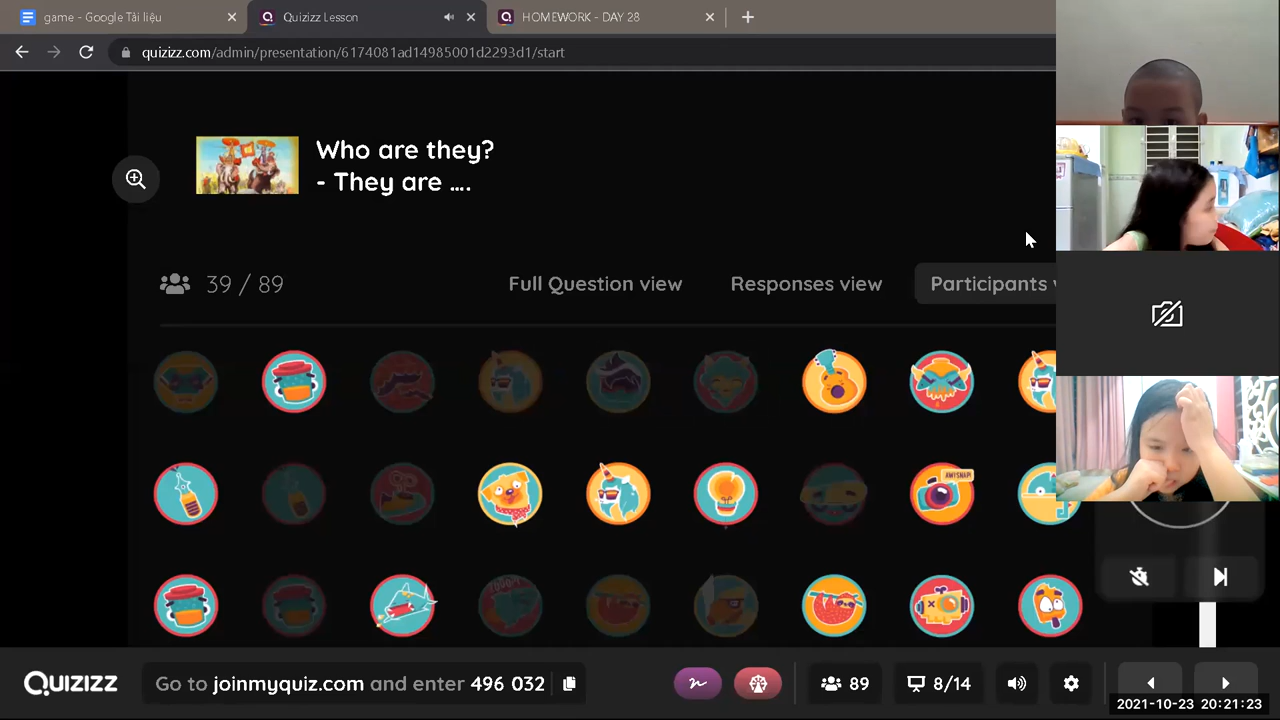 game - Google Tài liệu
Quizizz Lesson
HOMEWORK - DAY 28
quizizz.com/admin/presentation/6174081ad14985001d2293d1/start
Who are they?
- They are ....
39 / 89
Full Question view
Responses view
Participants
Quizizz
Go to joinmyquiz.com and enter 496 032
89
8/14
2021-10-23 20:21:23